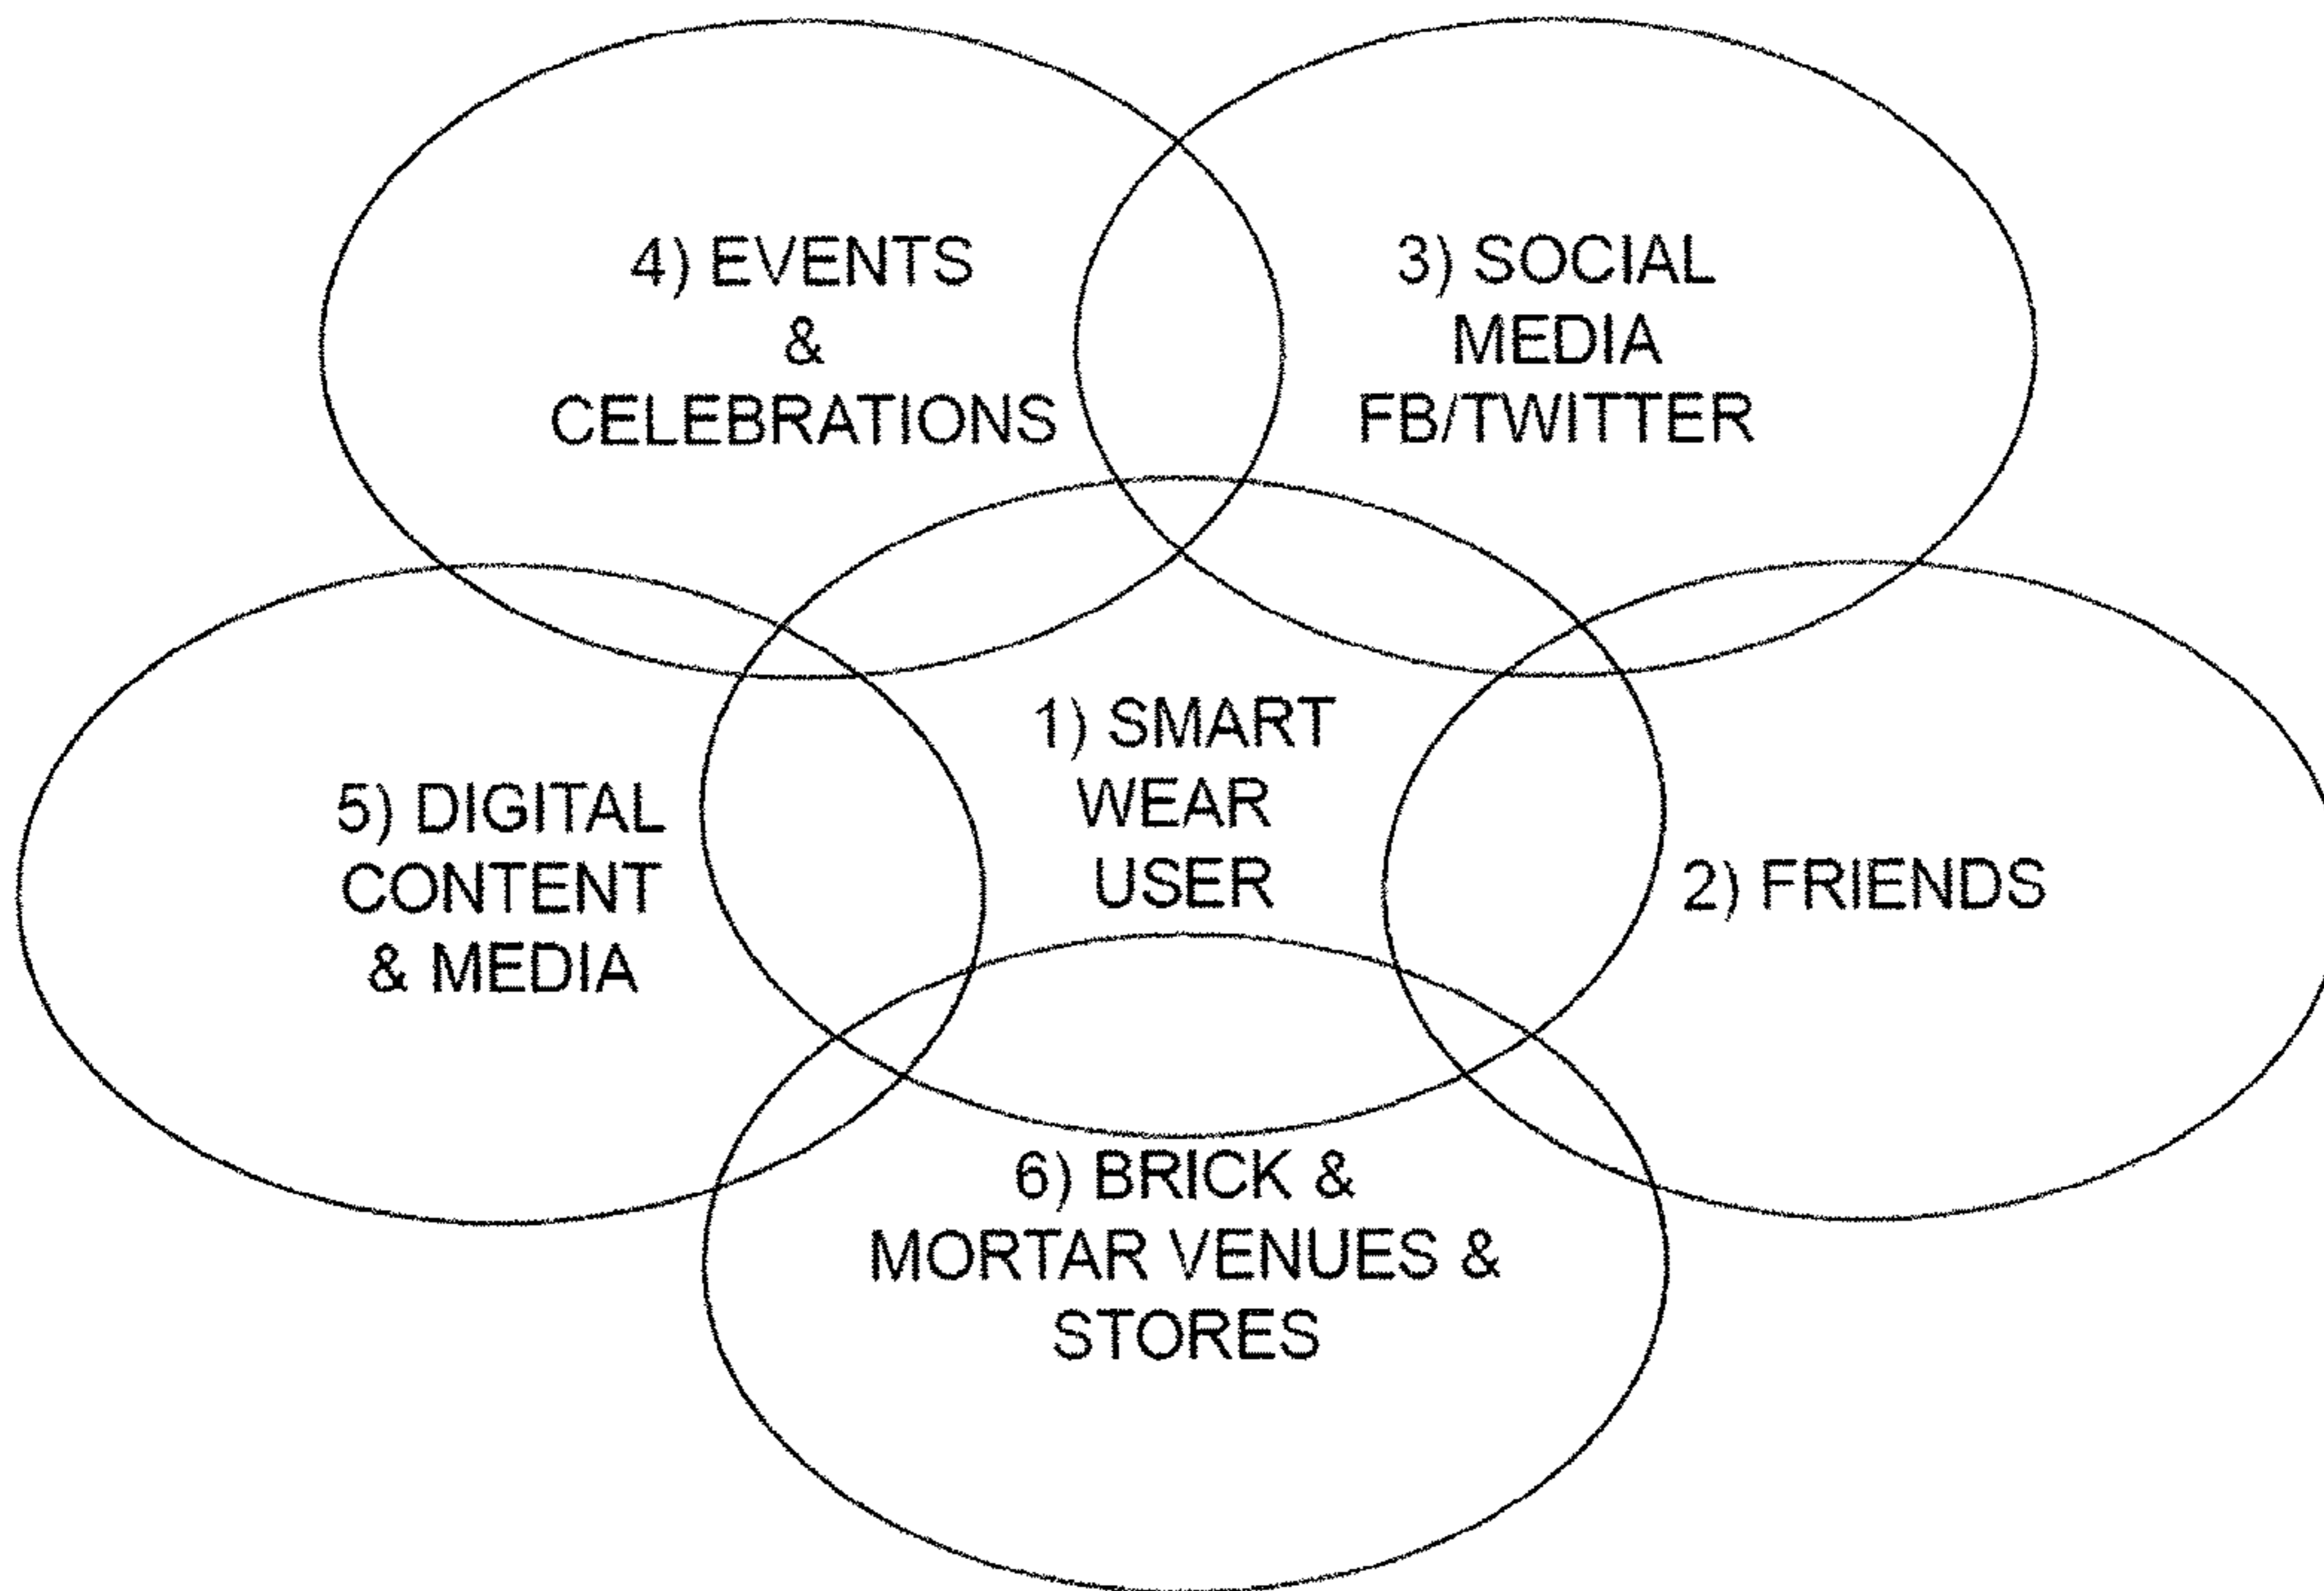 4) EVENTS
&
CELEBRATIONS
3) SOCIAL
MEDIA
FB/TWITTER
1) SMART
WEAR
USER
5) DIGITAL
CONTENT
& MEDIA
2) FRIENDS
6) BRICK &
MORTAR VENUES &
STORES